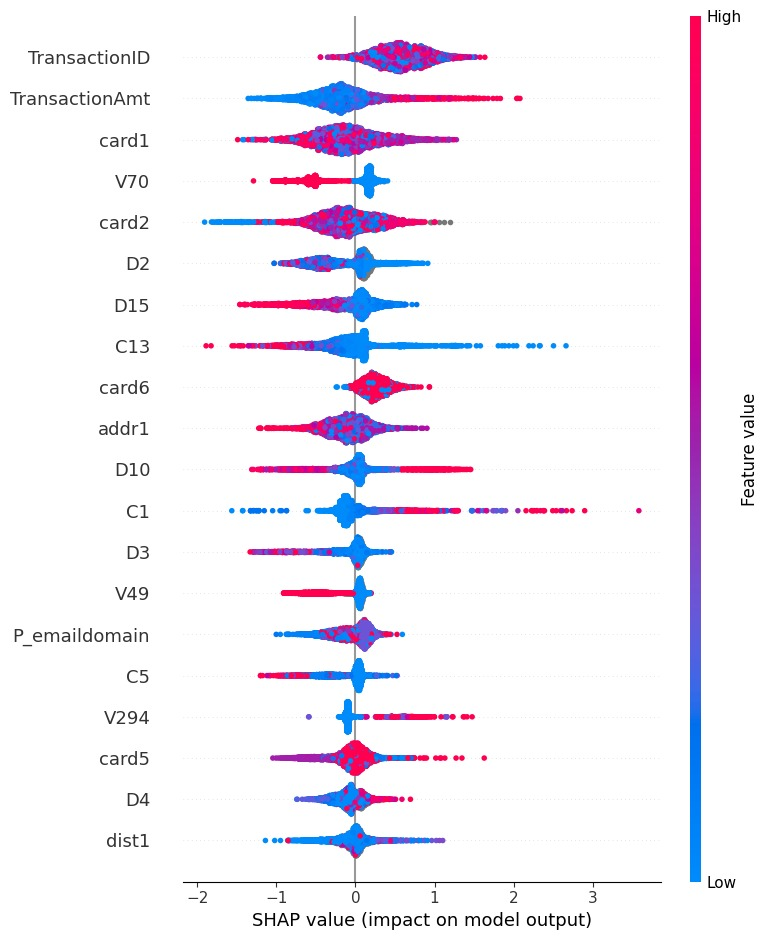 High
TransactionID
TransactionAmt
card1
V70
card2
D2
D15
C13
card6
addr1
D10
C1
D3
V49
P_emaildomain
C5
V294
card5
D4
dist1
Feature value
Low
−2 −1 0 1 2 3
SHAP value (impact on model output)